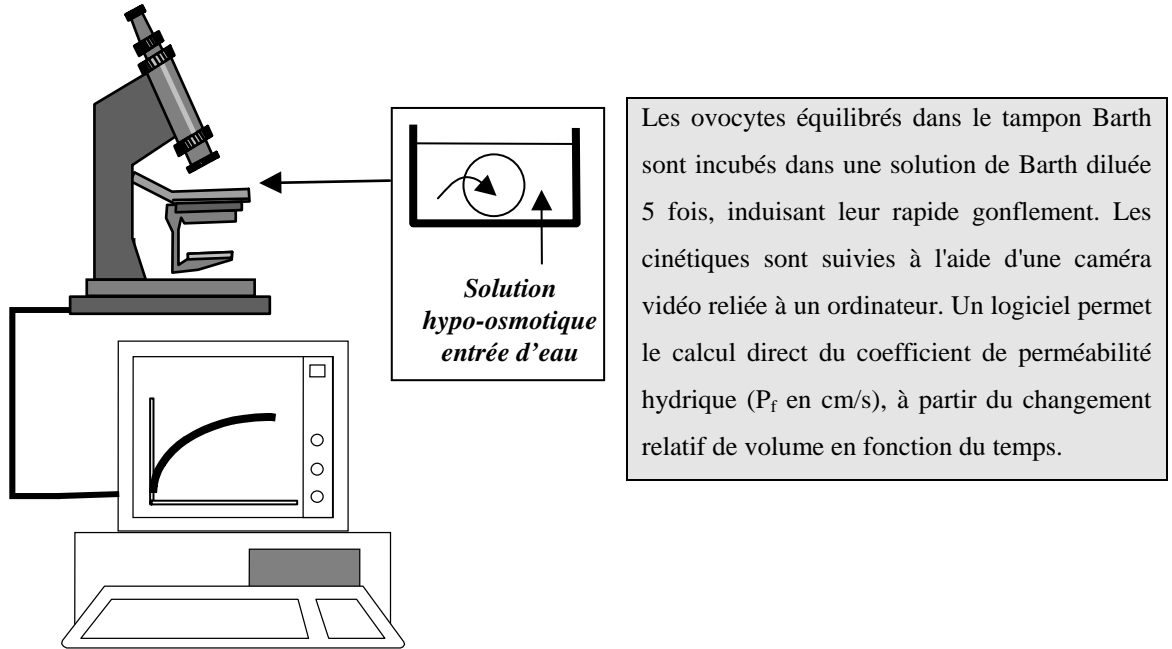 Solution
hypo-osmotique
entrée d'eau
Les ovocytes équilibrés dans le tampon Barth
sont incubés dans une solution de Barth diluée
5 fois, induisant leur rapide gonflement. Les
cinétiques sont suivies à l'aide d'une caméra
vidéo reliée à un ordinateur. Un logiciel permet
le calcul direct du coefficient de perméabilité
hydrique (Pf en cm/s), à partir du changement
relatif de volume en fonction du temps.